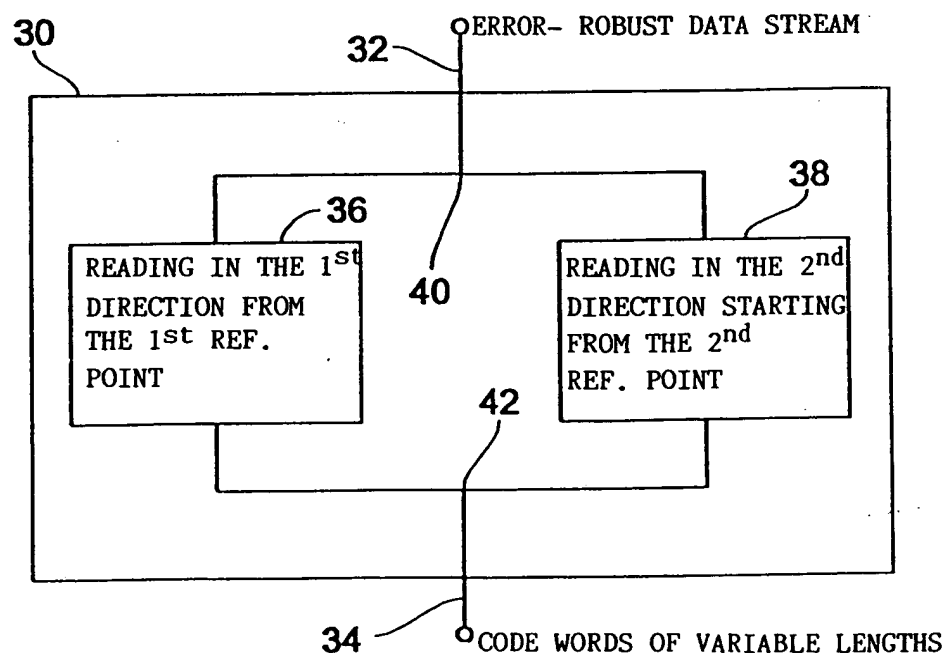 30
ERROR- ROBUST DATA STREAM
32
36
38
READING IN THE 1st
DIRECTION FROM
THE 1st REF.
POINT
40
READING IN THE 2nd
DIRECTION STARTING
FROM THE 2nd
REF. POINT
42
34
CODE WORDS OF VARIABLE LENGTHS